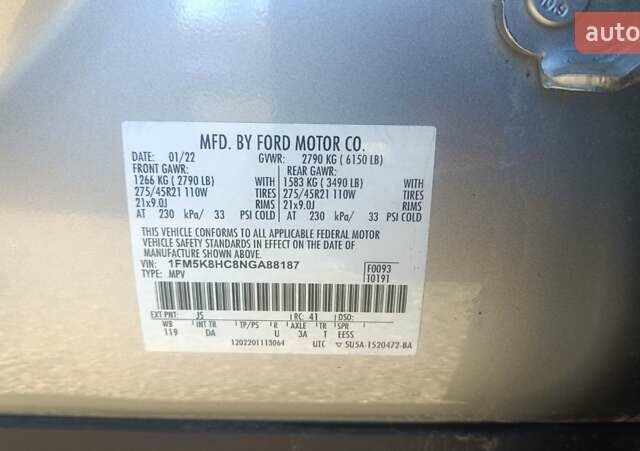 auto
MFD. BY FORD MOTOR CO.
DATE: 01/22 GVWR: 2790 KG ( 6150 LB)
FRONT GAWR: REAR GAWR:
1266 KG ( 2790 LB) WITH 1583 KG ( 3490 LB) WITH
275/45R21 110W TIRES 275/45R21 110W TIRES
21x9.0J RIMS 21x9.0J RIMS
AT 230 kPa/ 33 PSI COLD AT 230 kPa/ 33 PSI COLD
THIS VEHICLE CONFORMS TO ALL APPLICABLE FEDERAL MOTOR
VEHICLE SAFETY STANDARDS IN EFFECT ON THE DATE OF
MANUFACTURE SHOWN ABOVE.
VIN: 1FM5K8HC8NGA88187 F0093
TYPE: MPV T0191
EXT PNT: JS RC: 41 DSO:
WB INT TR TP/PS R AXLE TR SPR
119 DA U 3A T EESS
1202201113064 UTC ▽ 5U5A-1520472-BA